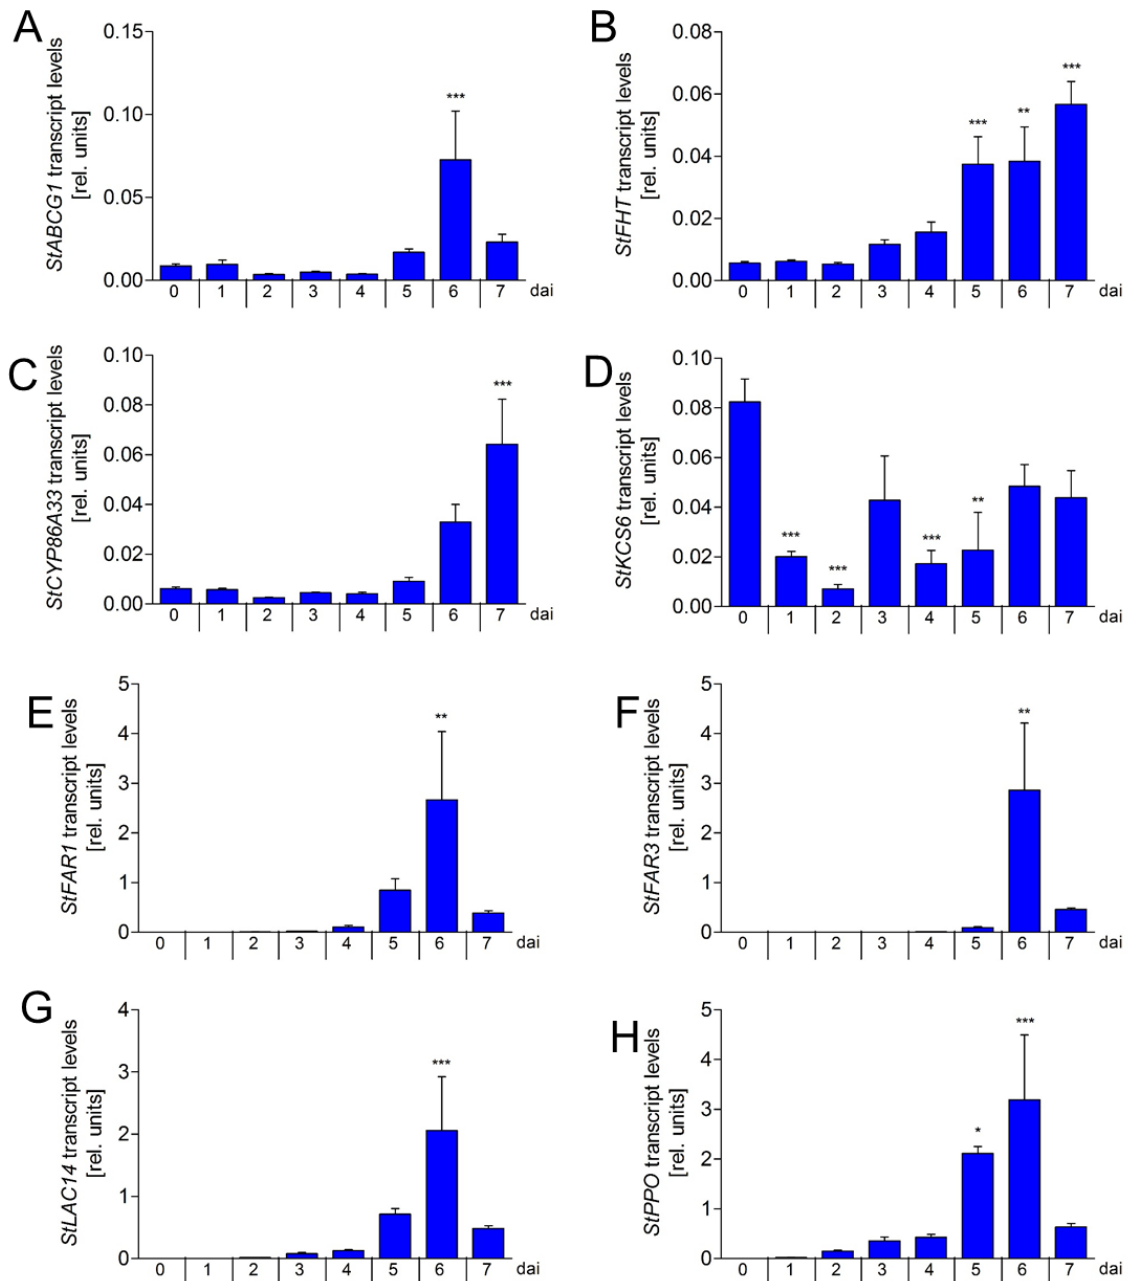 A
StABCG1 transcript levels
[rel. units]
0.15
0.10
0.05
0.00
***
0 1 2 3 4 5 6 7 dai
B
StFHT transcript levels
[rel. units]
0.08
0.06
0.04
0.02
0.00
*** ** ***
0 1 2 3 4 5 6 7 dai
C
StCYP86A33 transcript levels
[rel. units]
0.10
0.08
0.06
0.04
0.02
0.00
***
0 1 2 3 4 5 6 7 dai
D
StKCS6 transcript levels
[rel. units]
0.10
0.08
0.06
0.04
0.02
0.00
*** *** *** **
0 1 2 3 4 5 6 7 dai
E
StFAR1 transcript levels
[rel. units]
5
4
3
2
1
0
**
0 1 2 3 4 5 6 7 dai
F
StFAR3 transcript levels
[rel. units]
5
4
3
2
1
0
**
0 1 2 3 4 5 6 7 dai
G
StLAC14 transcript levels
[rel. units]
4
3
2
1
0
***
0 1 2 3 4 5 6 7 dai
H
StPPO transcript levels
[rel. units]
5
4
3
2
1
0
* ***
0 1 2 3 4 5 6 7 dai